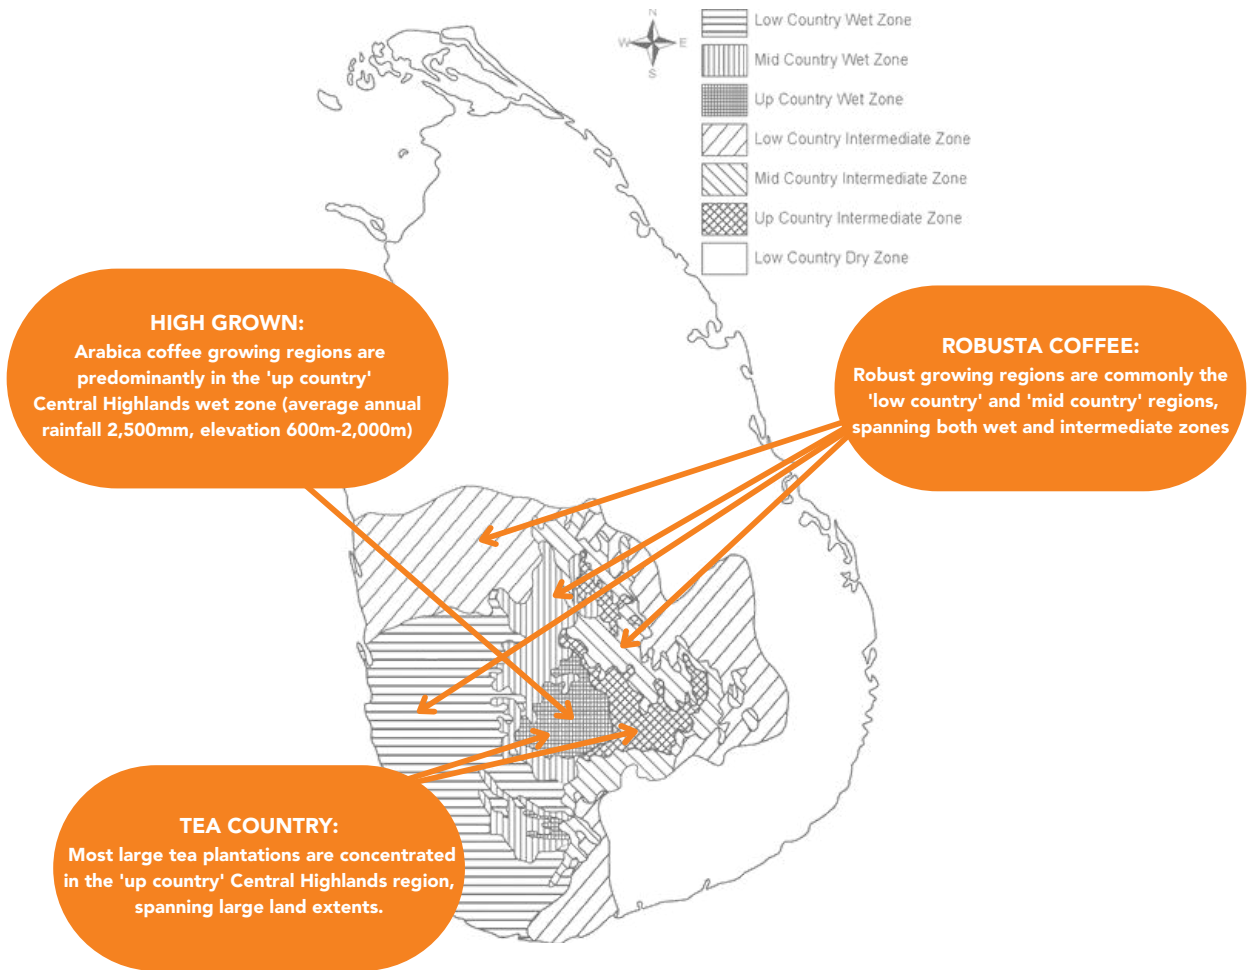 N
W
E
S
Low Country Wet Zone
Mid Country Wet Zone
Up Country Wet Zone
Low Country Intermediate Zone
Mid Country Intermediate Zone
Up Country Intermediate Zone
Low Country Dry Zone
HIGH GROWN:
Arabica coffee growing regions are
predominantly in the 'up country'
Central Highlands wet zone (average annual
rainfall 2,500mm, elevation 600m-2,000m)
ROBUSTA COFFEE:
Robust growing regions are commonly the
'low country' and 'mid country' regions,
spanning both wet and intermediate zones
TEA COUNTRY:
Most large tea plantations are concentrated
in the 'up country' Central Highlands region,
spanning large land extents.